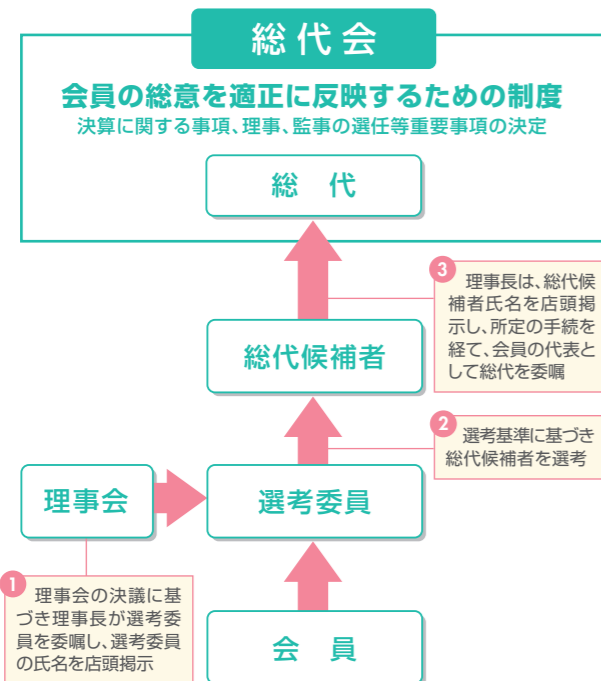 総代会
会員の総意を適正に反映するための制度
決算に関する事項、理事、監事の選任等重要事項の決定
総 代
3
理事長は、総代候
補者氏名を店頭掲
示し、所定の手続を
経て、会員の代表と
して総代を委嘱
総代候補者
2
選考基準に基づき
総代候補者を選考
理事会
選考委員
1
理事会の決議に基
づき理事長が選考委
員を委嘱し、選考委員
の氏名を店頭掲示
会 員